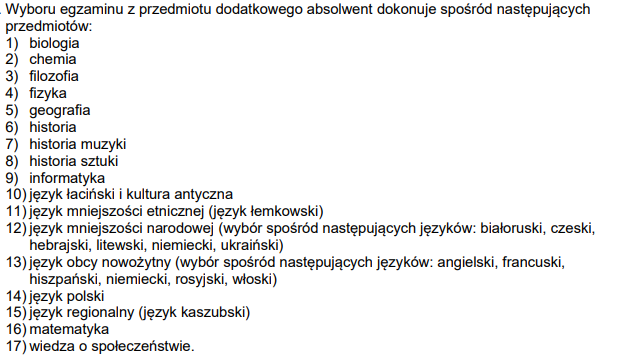 Wyboru egzaminu z przedmiotu dodatkowego absolwent dokonuje spośród następujących
przedmiotów:
1) biologia
2) chemia
3) filozofia
4) fizyka
5) geografia
6) historia
7) historia muzyki
8) historia sztuki
9) informatyka
10) język łaciński i kultura antyczna
11) język mniejszości etnicznej (język łemkowski)
12) język mniejszości narodowej (wybór spośród następujących języków: białoruski, czeski,
hebrajski, litewski, niemiecki, ukraiński)
13) język obcy nowożytny (wybór spośród następujących języków: angielski, francuski,
hiszpański, niemiecki, rosyjski, włoski)
14) język polski
15) język regionalny (język kaszubski)
16) matematyka
17) wiedza o społeczeństwie.